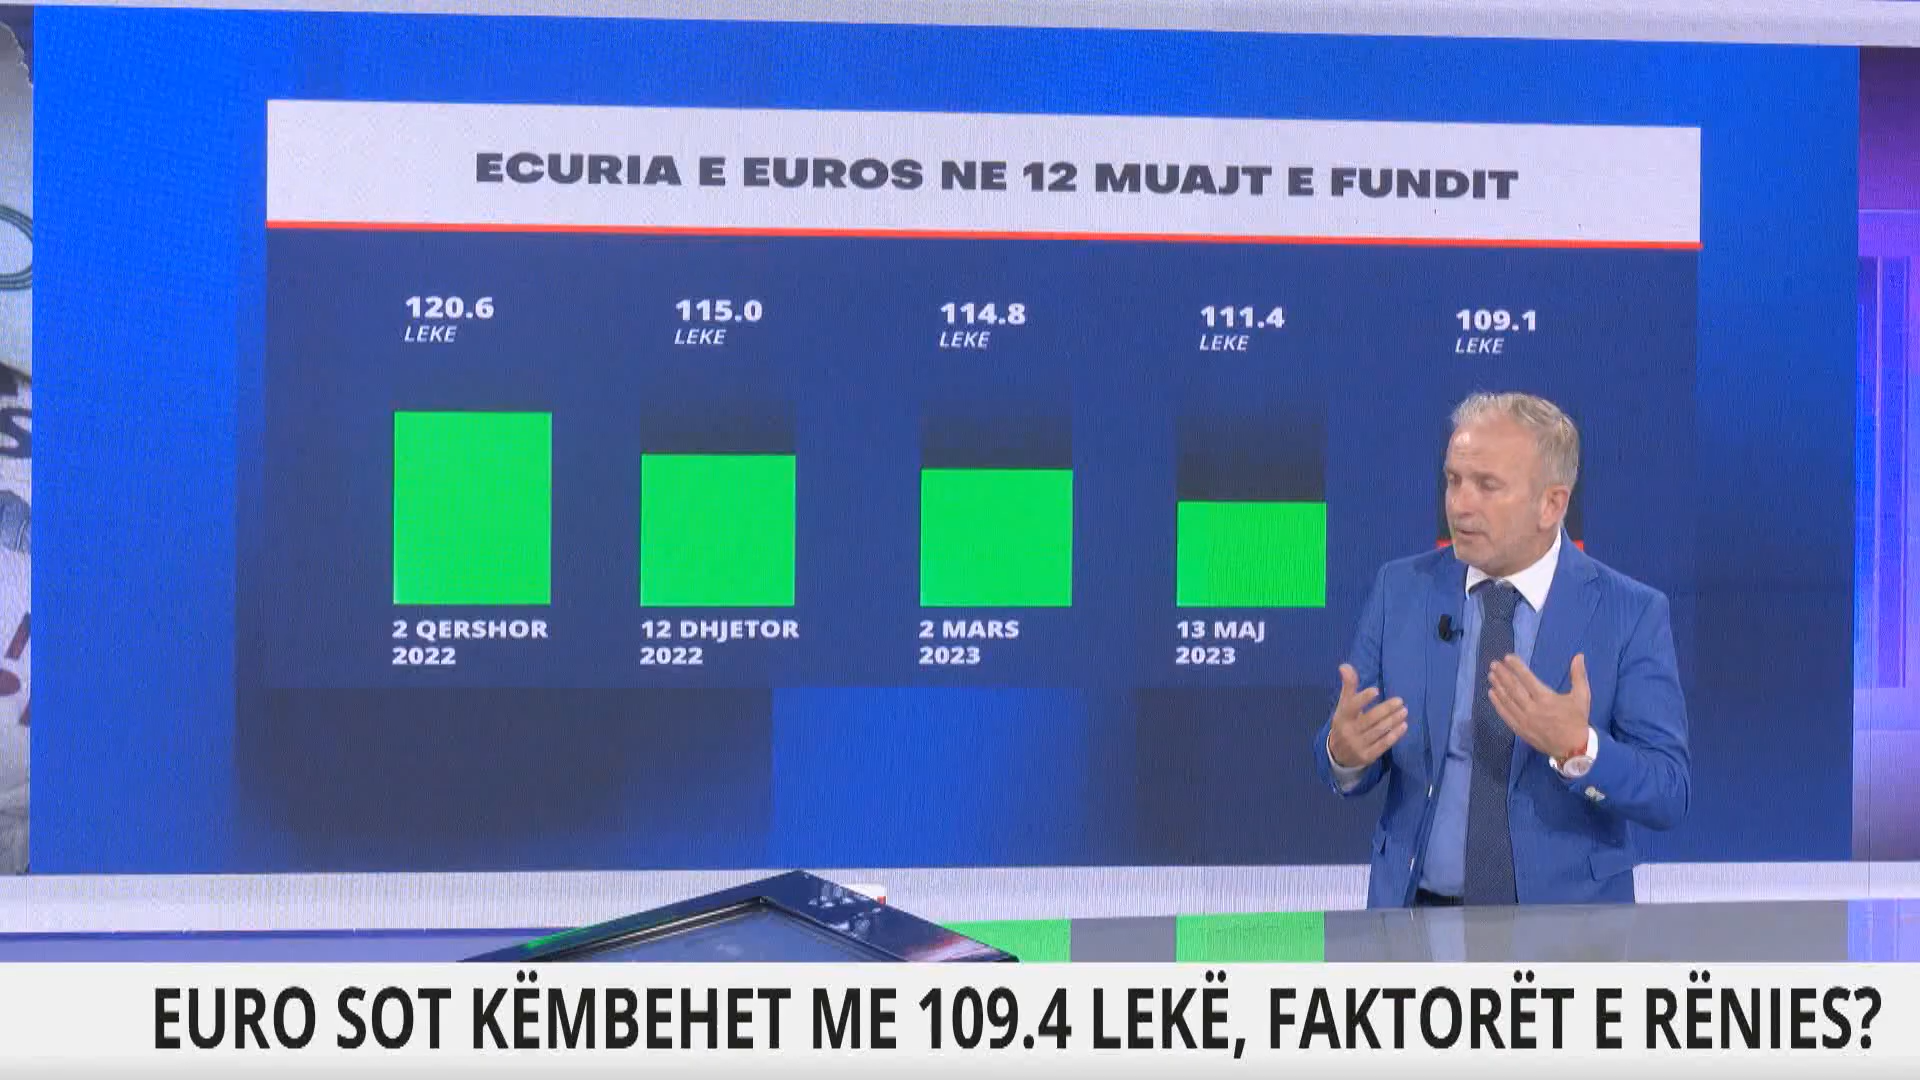 ECURIA E EUROS NE 12 MUAJT E FUNDIT
120.6
LEKE
115.0
LEKE
114.8
LEKE
111.4
LEKE
109.1
LEKE
2 QERSHOR
2022
12 DHJETOR
2022
2 MARS
2023
13 MAJ
2023
EURO SOT KËMBEHET ME 109.4 LEKË, FAKTORËT E RËNIES?